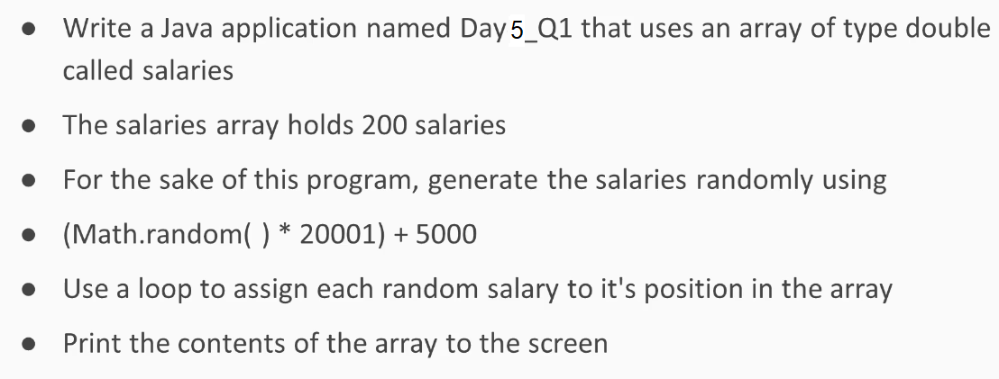 ● Write a Java application named Day5_Q1 that uses an array of type double
called salaries
● The salaries array holds 200 salaries
● For the sake of this program, generate the salaries randomly using
● (Math.random( ) * 20001) + 5000
● Use a loop to assign each random salary to it's position in the array
● Print the contents of the array to the screen